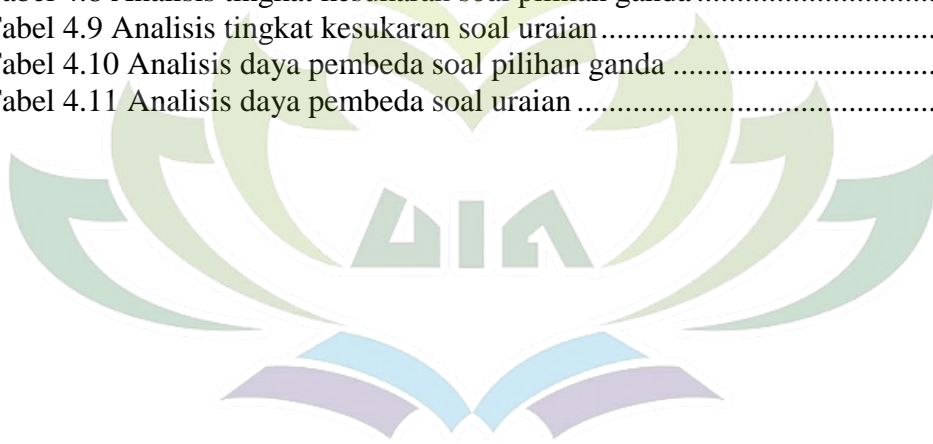 Tabel 4.9 Analisis tingkat kesukaran soal uraian.......................................
Tabel 4.10 Analisis daya pembeda soal pilihan ganda ..............................
Tabel 4.11 Analisis daya pembeda soal uraian ..........................................
UIN